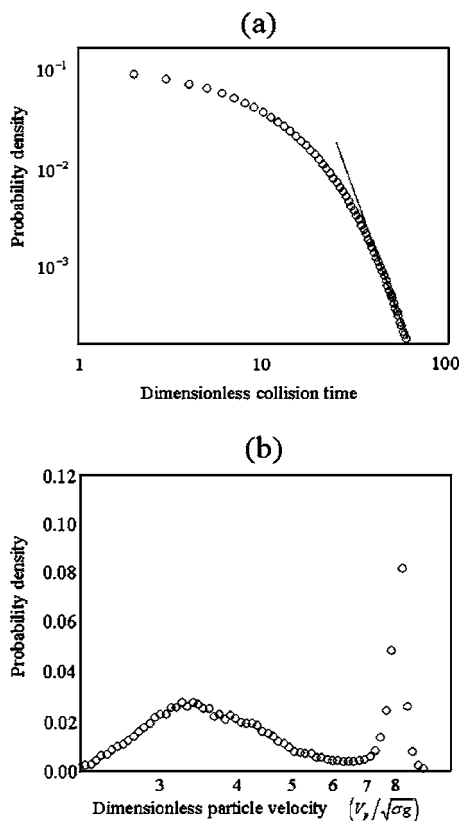 (a)
Probability density
10⁻¹
10⁻²
10⁻³
1
10
100
Dimensionless collision time
(b)
Probability density
0.12
0.10
0.08
0.06
0.04
0.02
0.00
3 4 5 6 7 8
Dimensionless particle velocity (Vₚ/√σg)